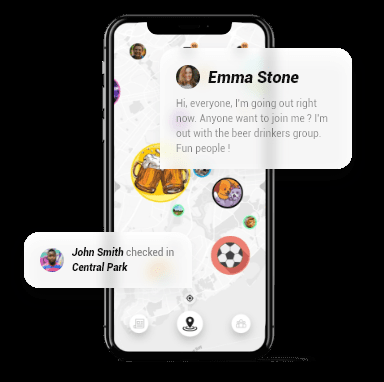 Emma Stone
Hi, everyone, I'm going out right
now. Anyone want to join me ? I'm
out with the beer drinkers group.
Fun people !
John Smith checked in
Central Park